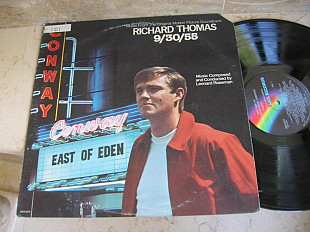 Music From The Original Motion Picture Soundtrack
RICHARD THOMAS
9/30/55
Music Composed
and Conducted by
Leonard Rosenman
CONWAY
Conway
EAST OF EDEN